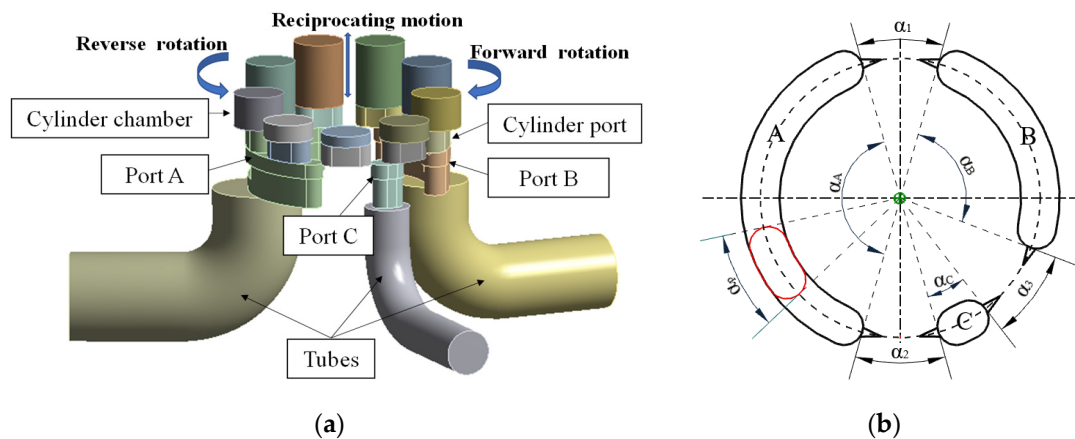 Reciprocating motion
Reverse rotation
Forward rotation
Cylinder chamber
Cylinder port
Port A
Port B
Port C
Tubes
(a)
α1
A
B
αA
αB
αP
αC
α3
C
α2
(b)